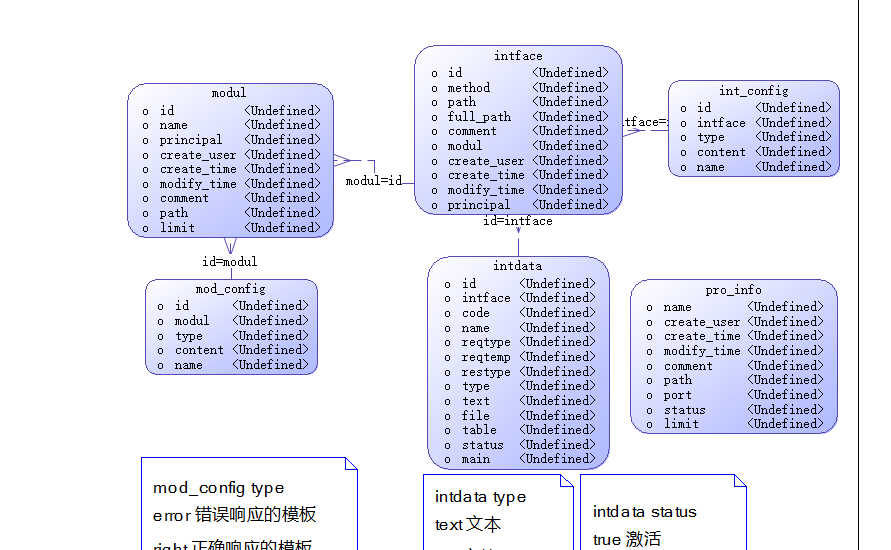 modul
o id <Undefined>
o name <Undefined>
o principal <Undefined>
o create_user <Undefined>
o create_time <Undefined>
o modify_time <Undefined>
o comment <Undefined>
o path <Undefined>
o limit <Undefined>
intface
o id <Undefined>
o method <Undefined>
o path <Undefined>
o full_path <Undefined>
o comment <Undefined>
o modul <Undefined>
o create_user <Undefined>
o create_time <Undefined>
o modify_time <Undefined>
o principal <Undefined>
int_config
o id <Undefined>
o intface <Undefined>
o type <Undefined>
o content <Undefined>
o name <Undefined>
modul=id
id=intface
id=modul
mod_config
o id <Undefined>
o modul <Undefined>
o type <Undefined>
o content <Undefined>
o name <Undefined>
intdata
o id <Undefined>
o intface <Undefined>
o code <Undefined>
o name <Undefined>
o reqtype <Undefined>
o reqtemp <Undefined>
o restype <Undefined>
o type <Undefined>
o text <Undefined>
o file <Undefined>
o table <Undefined>
o status <Undefined>
o main <Undefined>
pro_info
o name <Undefined>
o create_user <Undefined>
o create_time <Undefined>
o modify_time <Undefined>
o comment <Undefined>
o path <Undefined>
o port <Undefined>
o status <Undefined>
o limit <Undefined>
mod_config type
error 错误响应的模板
right 正确响应的模板
intdata type
text 文本
intdata status
true 激活